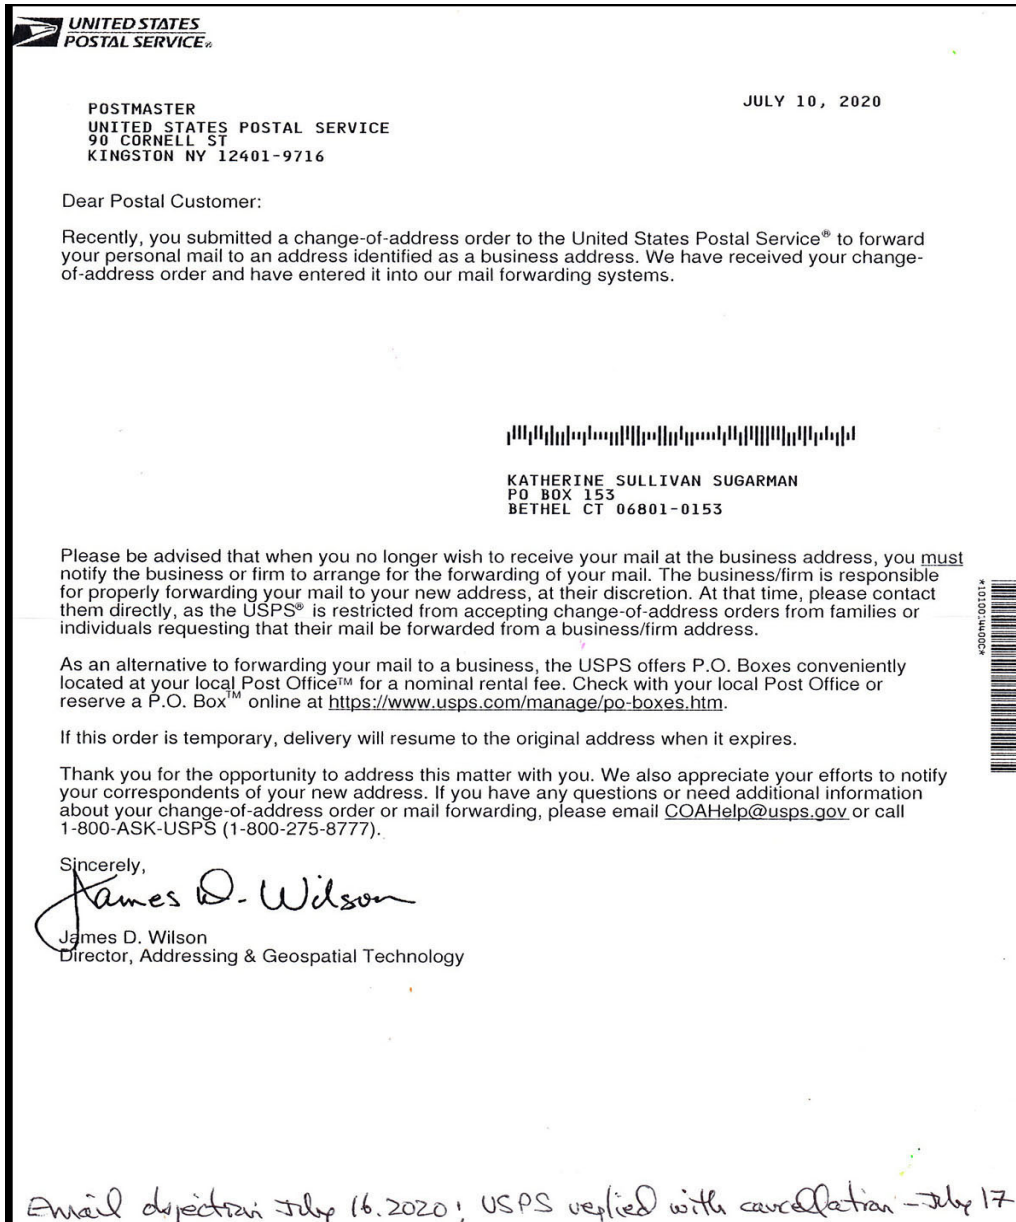 UNITED STATES
POSTAL SERVICE®
JULY 10, 2020
POSTMASTER
UNITED STATES POSTAL SERVICE
90 CORNELL ST
KINGSTON NY 12401-9716
Dear Postal Customer:
Recently, you submitted a change-of-address order to the United States Postal Service® to forward
your personal mail to an address identified as a business address. We have received your change-
of-address order and have entered it into our mail forwarding systems.
KATHERINE SULLIVAN SUGARMAN
PO BOX 153
BETHEL CT 06801-0153
Please be advised that when you no longer wish to receive your mail at the business address, you must
notify the business or firm to arrange for the forwarding of your mail. The business/firm is responsible
for properly forwarding your mail to your new address, at their discretion. At that time, please contact
them directly, as the USPS® is restricted from accepting change-of-address orders from families or
individuals requesting that their mail be forwarded from a business/firm address.
As an alternative to forwarding your mail to a business, the USPS offers P.O. Boxes conveniently
located at your local Post Office™ for a nominal rental fee. Check with your local Post Office or
reserve a P.O. Box™ online at https://www.usps.com/manage/po-boxes.htm.
If this order is temporary, delivery will resume to the original address when it expires.
Thank you for the opportunity to address this matter with you. We also appreciate your efforts to notify
your correspondents of your new address. If you have any questions or need additional information
about your change-of-address order or mail forwarding, please email COAHelp@usps.gov or call
1-800-ASK-USPS (1-800-275-8777).
Sincerely,
James D. Wilson
James D. Wilson
Director, Addressing & Geospatial Technology
Email July 16. 2020! USPS replied with cancellation - July 17